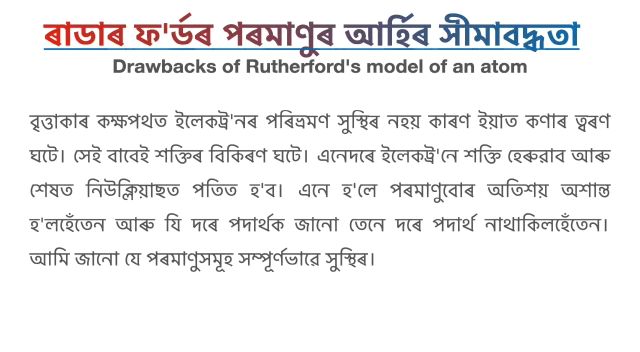 ৰাডাৰ ফ'ৰ্ডৰ পৰমাণুৰ আৰ্হিৰ সীমাবদ্ধতা
Drawbacks of Rutherford's model of an atom
বৃত্তাকাৰ কক্ষপথত ইলেকট্ৰ'নৰ পৰিভ্ৰমণ সুস্থিৰ নহয় কাৰণ ইয়াত কণাৰ ত্বৰণ
ঘটে। সেই বাবেই শক্তিৰ বিকিৰণ ঘটে। এনেদৰে ইলেকট্ৰ'নে শক্তি হেৰুৱাব আৰু
শেষত নিউক্লিয়াছত পতিত হ'ব। এনে হ'লে পৰমাণুবোৰ অতিশয় অশান্ত
হ'লহেঁতেন আৰু যি দৰে পদাৰ্থক জানো তেনে দৰে পদাৰ্থ নাথাকিলহেঁতেন।
আমি জানো যে পৰমাণুসমূহ সম্পূৰ্ণভাৱে সুস্থিৰ।